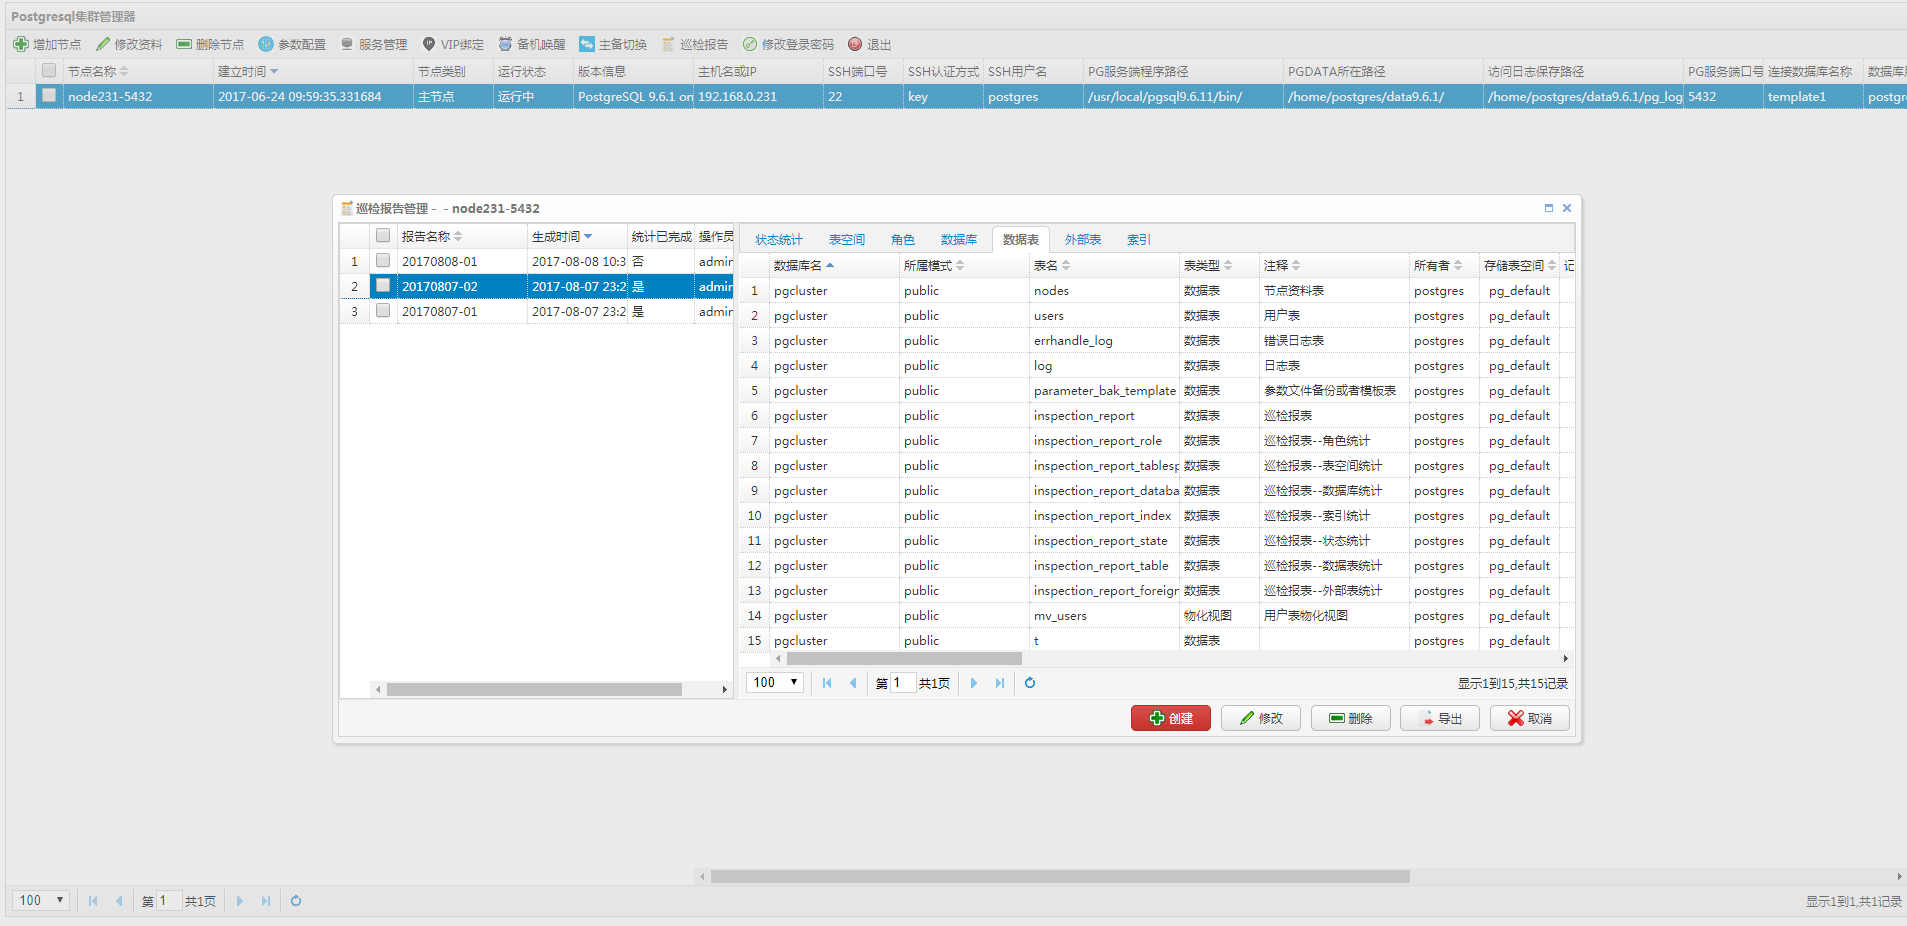 Postgresql集群管理器
增加节点 修改资料 删除节点 参数配置 服务管理 VIP绑定 备机唤醒 主备切换 巡检报告 修改登录密码 退出
节点名称 建立时间 节点类别 运行状态 版本信息 主机名或IP SSH端口号 SSH认证方式 SSH用户名 PG服务端程序路径 PGDATA所在路径 访问日志保存路径 PG服务端口号 连接数据库名称
1 node231-5432 2017-06-24 09:59:35.331684 主节点 运行中 PostgreSQL 9.6.1 on 192.168.0.231 22 key postgres /usr/local/pgsql9.6.11/bin/ /home/postgres/data9.6.1/ /home/postgres/data9.6.1/pg_log 5432 template1 postgr
巡检报告管理 - - node231-5432
报告名称 生成时间 统计已完成 操作员
1 20170808-01 2017-08-08 10:3 否 admin
2 20170807-02 2017-08-07 23:2 是 admin
3 20170807-01 2017-08-07 23:2 是 admin
状态统计 表空间 角色 数据库 数据表 外部表 索引
数据库名 所属模式 表名 表类型 注释 所有者 存储表空间 记
1 pgcluster public nodes 数据表 节点资料表 postgres pg_default
2 pgcluster public users 数据表 用户表 postgres pg_default
3 pgcluster public errhandle_log 数据表 错误日志表 postgres pg_default
4 pgcluster public log 数据表 日志表 postgres pg_default
5 pgcluster public parameter_bak_template 数据表 参数文件备份或者模板表 postgres pg_default
6 pgcluster public inspection_report 数据表 巡检报表 postgres pg_default
7 pgcluster public inspection_report_role 数据表 巡检报表--角色统计 postgres pg_default
8 pgcluster public inspection_report_tablesp 数据表 巡检报表--表空间统计 postgres pg_default
9 pgcluster public inspection_report_databa 数据表 巡检报表--数据库统计 postgres pg_default
10 pgcluster public inspection_report_index 数据表 巡检报表--索引统计 postgres pg_default
11 pgcluster public inspection_report_state 数据表 巡检报表--状态统计 postgres pg_default
12 pgcluster public inspection_report_table 数据表 巡检报表--数据表统计 postgres pg_default
13 pgcluster public inspection_report_foreign 数据表 巡检报表--外部表统计 postgres pg_default
14 pgcluster public mv_users 物化视图 用户表物化视图 postgres pg_default
15 pgcluster public t 数据表 postgres pg_default
100 第 1 共1页 显示1到15,共15记录
创建 修改 删除 导出 取消
100 第 1 共1页 显示1到1,共1记录